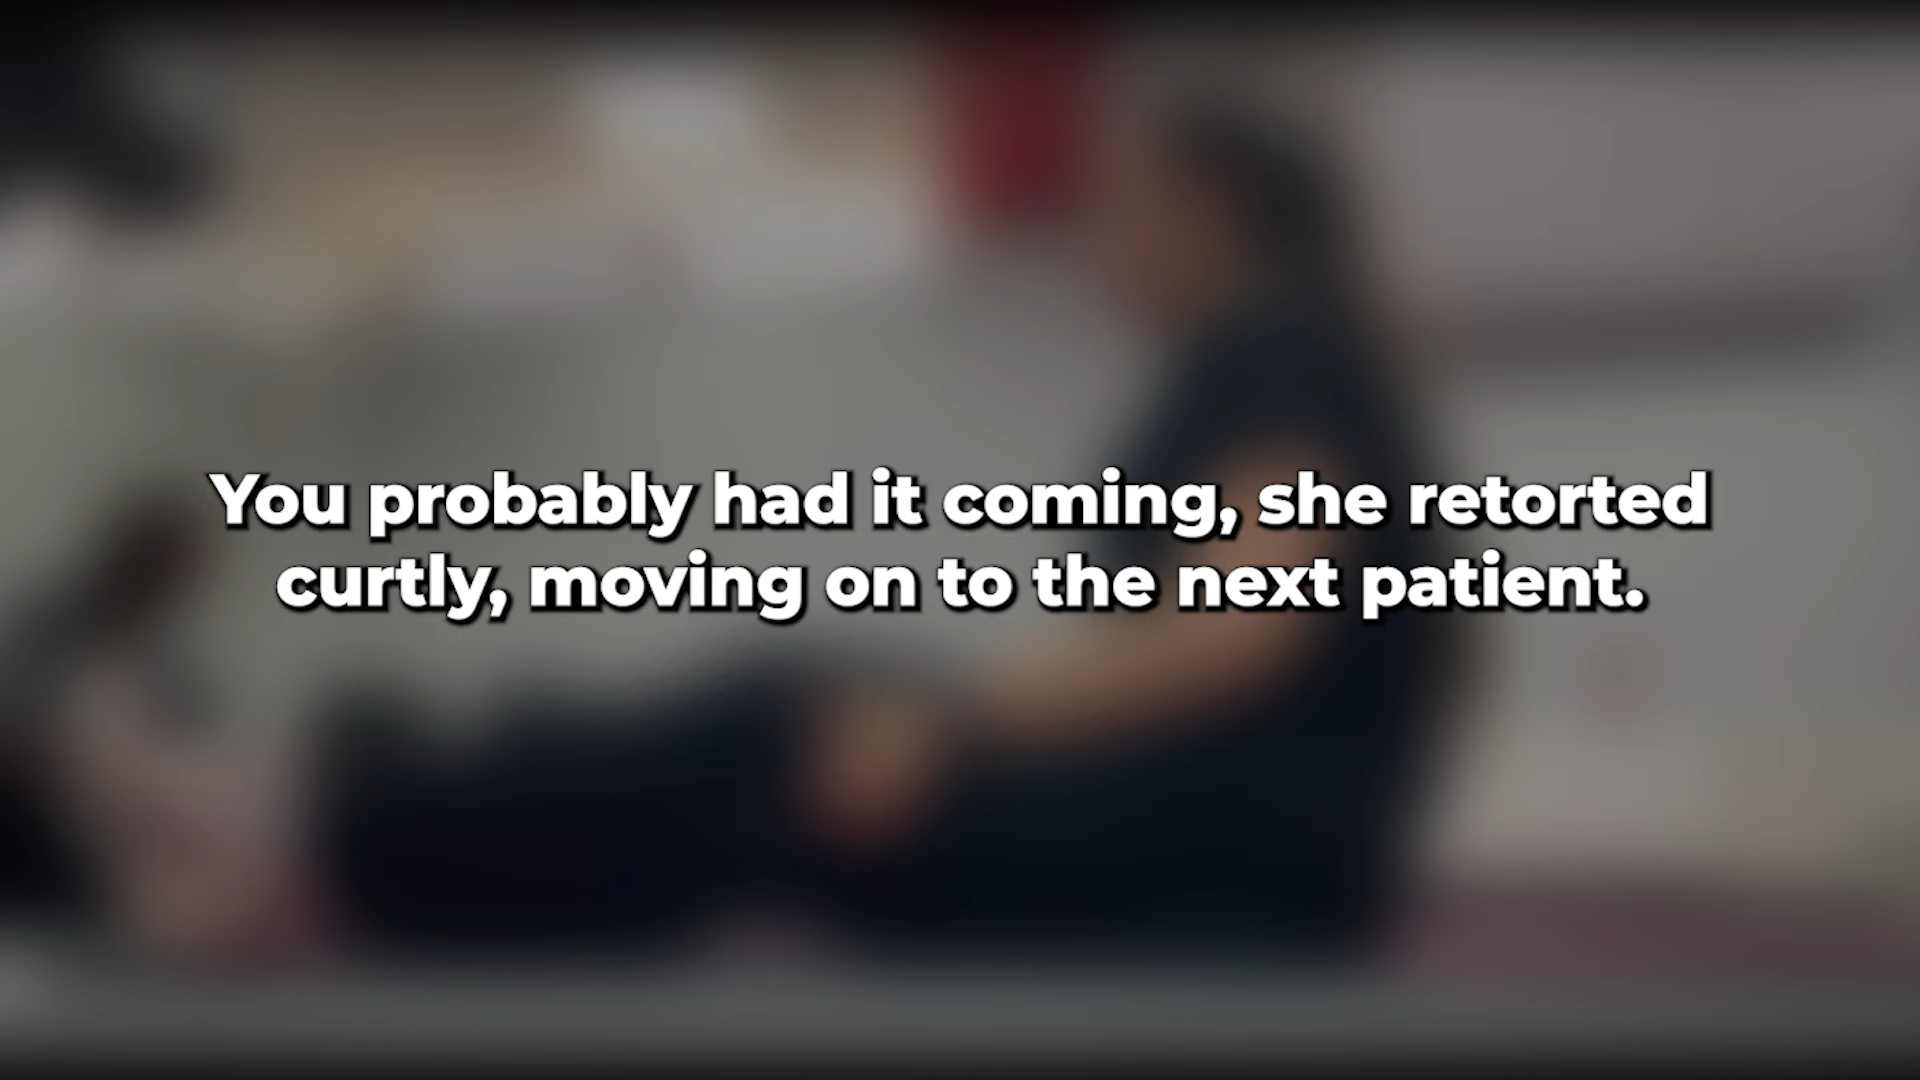 You probably had it coming, she retorted
curtly, moving on to the next patient.